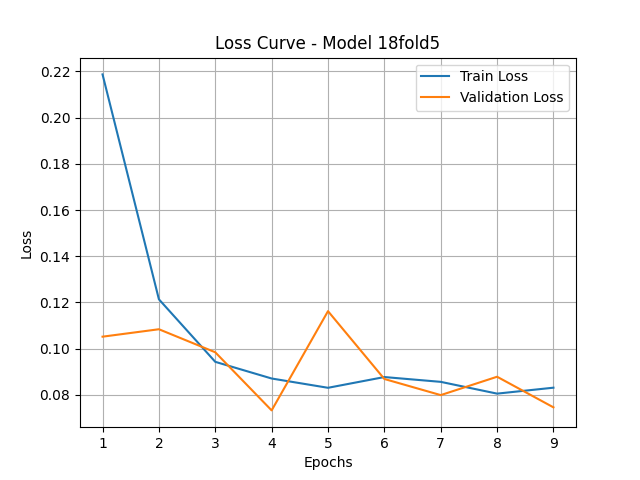 Loss Curve - Model 18fold5
Train Loss
Validation Loss
0.22
0.20
0.18
0.16
0.14
0.12
0.10
0.08
Loss
1 2 3 4 5 6 7 8 9
Epochs